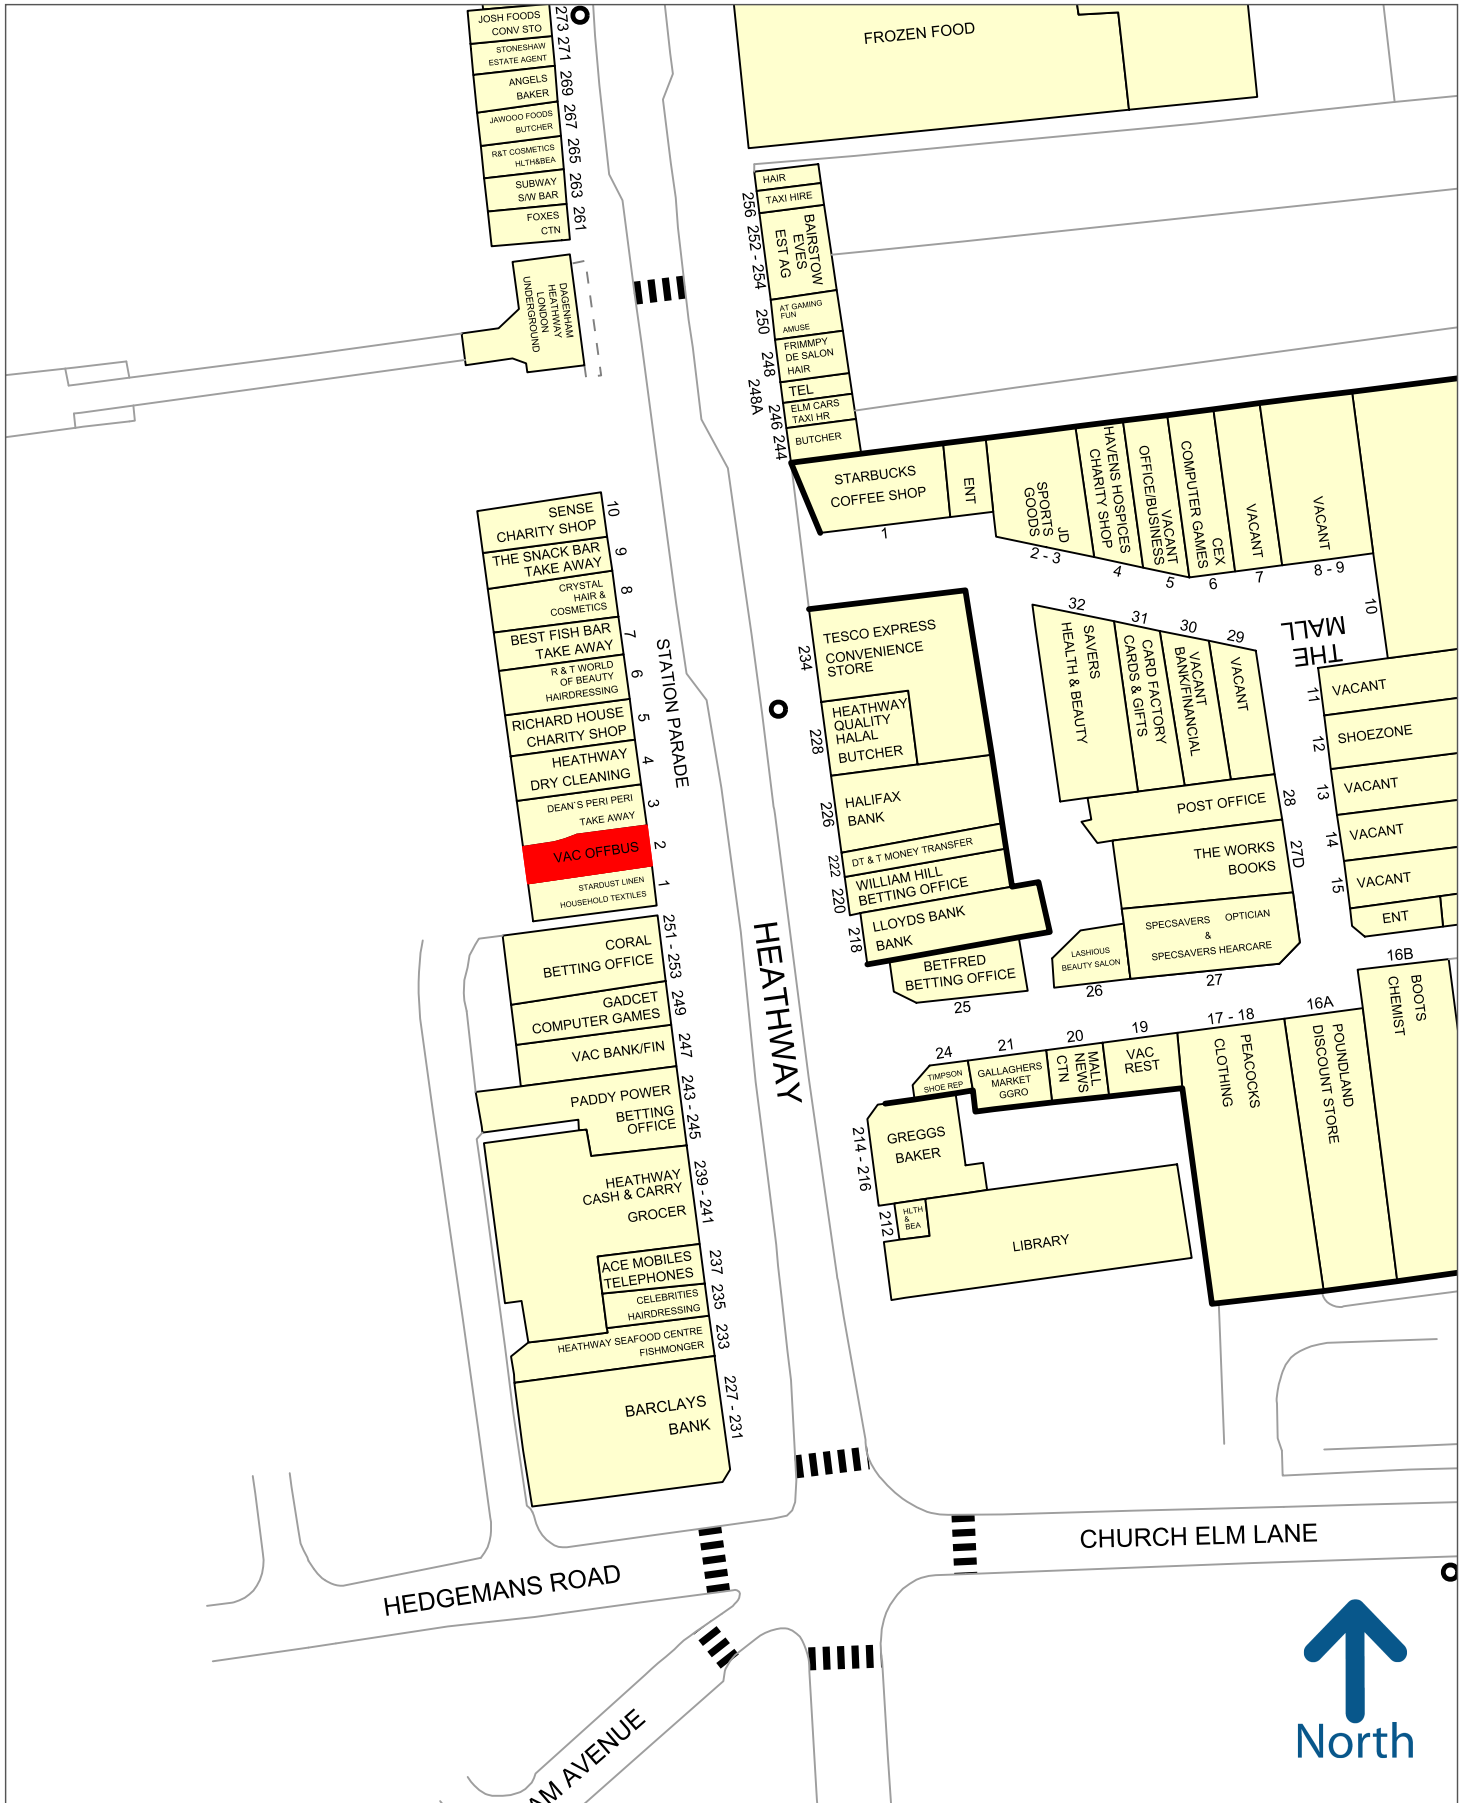 JOSH FOODS
CONV STO
273
STONESHAW
ESTATE AGENT
271
ANGELS
BAKER
269
JAWOOO FOODS
BUTCHER
267
R&T COSMETICS
HLTH&BEA
265
SUBWAY
S/W BAR
263
FOXES
CTN
261
DAGENHAM
HEATHWAY
LONDON
UNDERGROUND
FROZEN FOOD
HAIR
TAXI HIRE
256
BAIRSTOW
EVES
EST AG
252 - 254
AT GAMING
FUN
AMUSE
250
FRIMMPY
DE SALON
HAIR
248
TEL
248A
ELM CARS
TAXI HR
246
BUTCHER
244
STARBUCKS
COFFEE SHOP
1
ENT
JD
SPORTS
GOODS
2 - 3
HAVENS HOSPICES
CHARITY SHOP
4
VACANT
OFFICE/BUSINESS
5
CEX
COMPUTER GAMES
6
VACANT
7
VACANT
8 - 9
10
THE
MALL
SENSE
CHARITY SHOP
10
THE SNACK BAR
TAKE AWAY
9
CRYSTAL
HAIR &
COSMETICS
8
BEST FISH BAR
TAKE AWAY
7
R & T WORLD
OF BEAUTY
HAIRDRESSING
6
RICHARD HOUSE
CHARITY SHOP
5
HEATHWAY
DRY CLEANING
4
DEAN`S PERI PERI
TAKE AWAY
3
VAC OFFBUS
2
STARDUST LINEN
HOUSEHOLD TEXTILES
1
STATION PARADE
TESCO EXPRESS
CONVENIENCE
STORE
234
HEATHWAY
QUALITY
HALAL
BUTCHER
228
HALIFAX
BANK
226
DT & T MONEY TRANSFER
222
WILLIAM HILL
BETTING OFFICE
220
LLOYDS BANK
BANK
218
BETFRED
BETTING OFFICE
25
32
SAVERS
HEALTH & BEAUTY
31
CARD FACTORY
CARDS & GIFTS
30
VACANT
BANK/FINANCIAL
29
VACANT
POST OFFICE
28
THE WORKS
BOOKS
27D
SPECSAVERS OPTICIAN
&
SPECSAVERS HEARCARE
27
LASHIOUS
BEAUTY SALON
26
11
VACANT
12
SHOEZONE
13
VACANT
14
VACANT
15
VACANT
ENT
16B
BOOTS
CHEMIST
16A
POUNDLAND
DISCOUNT STORE
17 - 18
PEACOCKS
CLOTHING
19
VAC
REST
20
MALL
NEWS
CTN
21
GALLAGHERS
MARKET
GGRO
24
TIMPSON
SHOE REP
GREGGS
BAKER
214 - 216
HLTH
&
BEA
212
LIBRARY
HEATHWAY
CORAL
BETTING OFFICE
251 - 253
GADCET
COMPUTER GAMES
249
VAC BANK/FIN
247
PADDY POWER
BETTING
OFFICE
243 - 245
HEATHWAY
CASH & CARRY
GROCER
239 - 241
ACE MOBILES
TELEPHONES
237
CELEBRITIES
HAIRDRESSING
235
HEATHWAY SEAFOOD CENTRE
FISHMONGER
233
BARCLAYS
BANK
227 - 231
CHURCH ELM LANE
HEDGEMANS ROAD
AM AVENUE
North